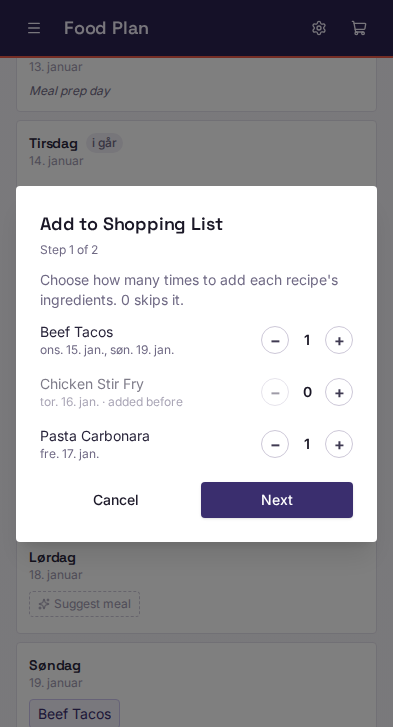 Food Plan
13. januar
Meal prep day
Tirsdag i går
14. januar
Add to Shopping List
Step 1 of 2
Choose how many times to add each recipe's
ingredients. 0 skips it.
Beef Tacos
ons. 15. jan., søn. 19. jan.
− 1 +
Chicken Stir Fry
tor. 16. jan. · added before
− 0 +
Pasta Carbonara
fre. 17. jan.
− 1 +
Cancel Next
Lørdag
18. januar
Suggest meal
Søndag
19. januar
Beef Tacos